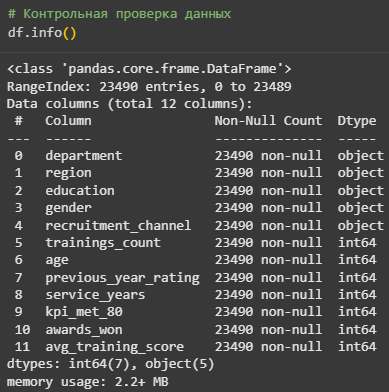 # Контрольная проверка данных
df.info()
<class 'pandas.core.frame.DataFrame'>
RangeIndex: 23490 entries, 0 to 23489
Data columns (total 12 columns):
 #   Column                Non-Null Count  Dtype
---  ------                --------------  -----
 0   department            23490 non-null  object
 1   region                23490 non-null  object
 2   education             23490 non-null  object
 3   gender                23490 non-null  object
 4   recruitment_channel   23490 non-null  object
 5   trainings_count       23490 non-null  int64
 6   age                   23490 non-null  int64
 7   previous_year_rating  23490 non-null  int64
 8   service_years         23490 non-null  int64
 9   kpi_met_80            23490 non-null  int64
 10  awards_won            23490 non-null  int64
 11  avg_training_score    23490 non-null  int64
dtypes: int64(7), object(5)
memory usage: 2.2+ MB